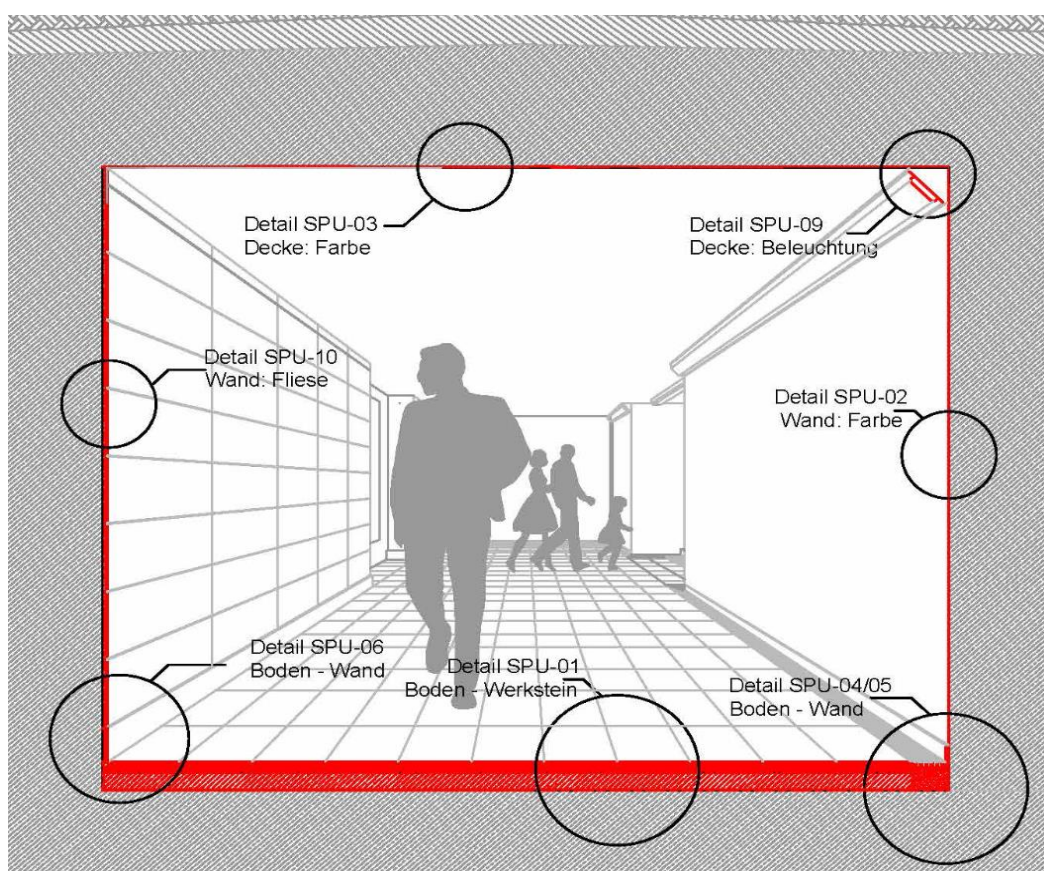 Detail SPU-03
Decke: Farbe
Detail SPU-09
Decke: Beleuchtung
Detail SPU-10
Wand: Fliese
Detail SPU-02
Wand: Farbe
Detail SPU-06
Boden - Wand
Detail SPU-01
Boden - Werkstein
Detail SPU-04/05
Boden - Wand